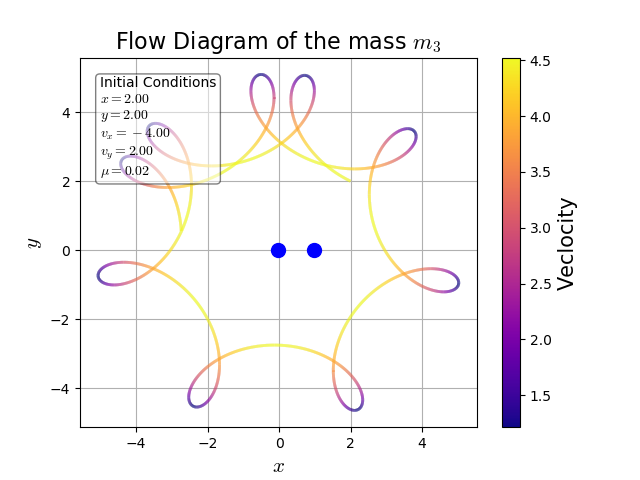 Flow Diagram of the mass $m_3$
Initial Conditions
$x = 2.00$
$y = 2.00$
$v_x = -4.00$
$v_y = 2.00$
$\mu = 0.02$
4
2
0
−2
−4
y
−4 −2 0 2 4
x
4.5
4.0
3.5
3.0
2.5
2.0
1.5
Veclocity